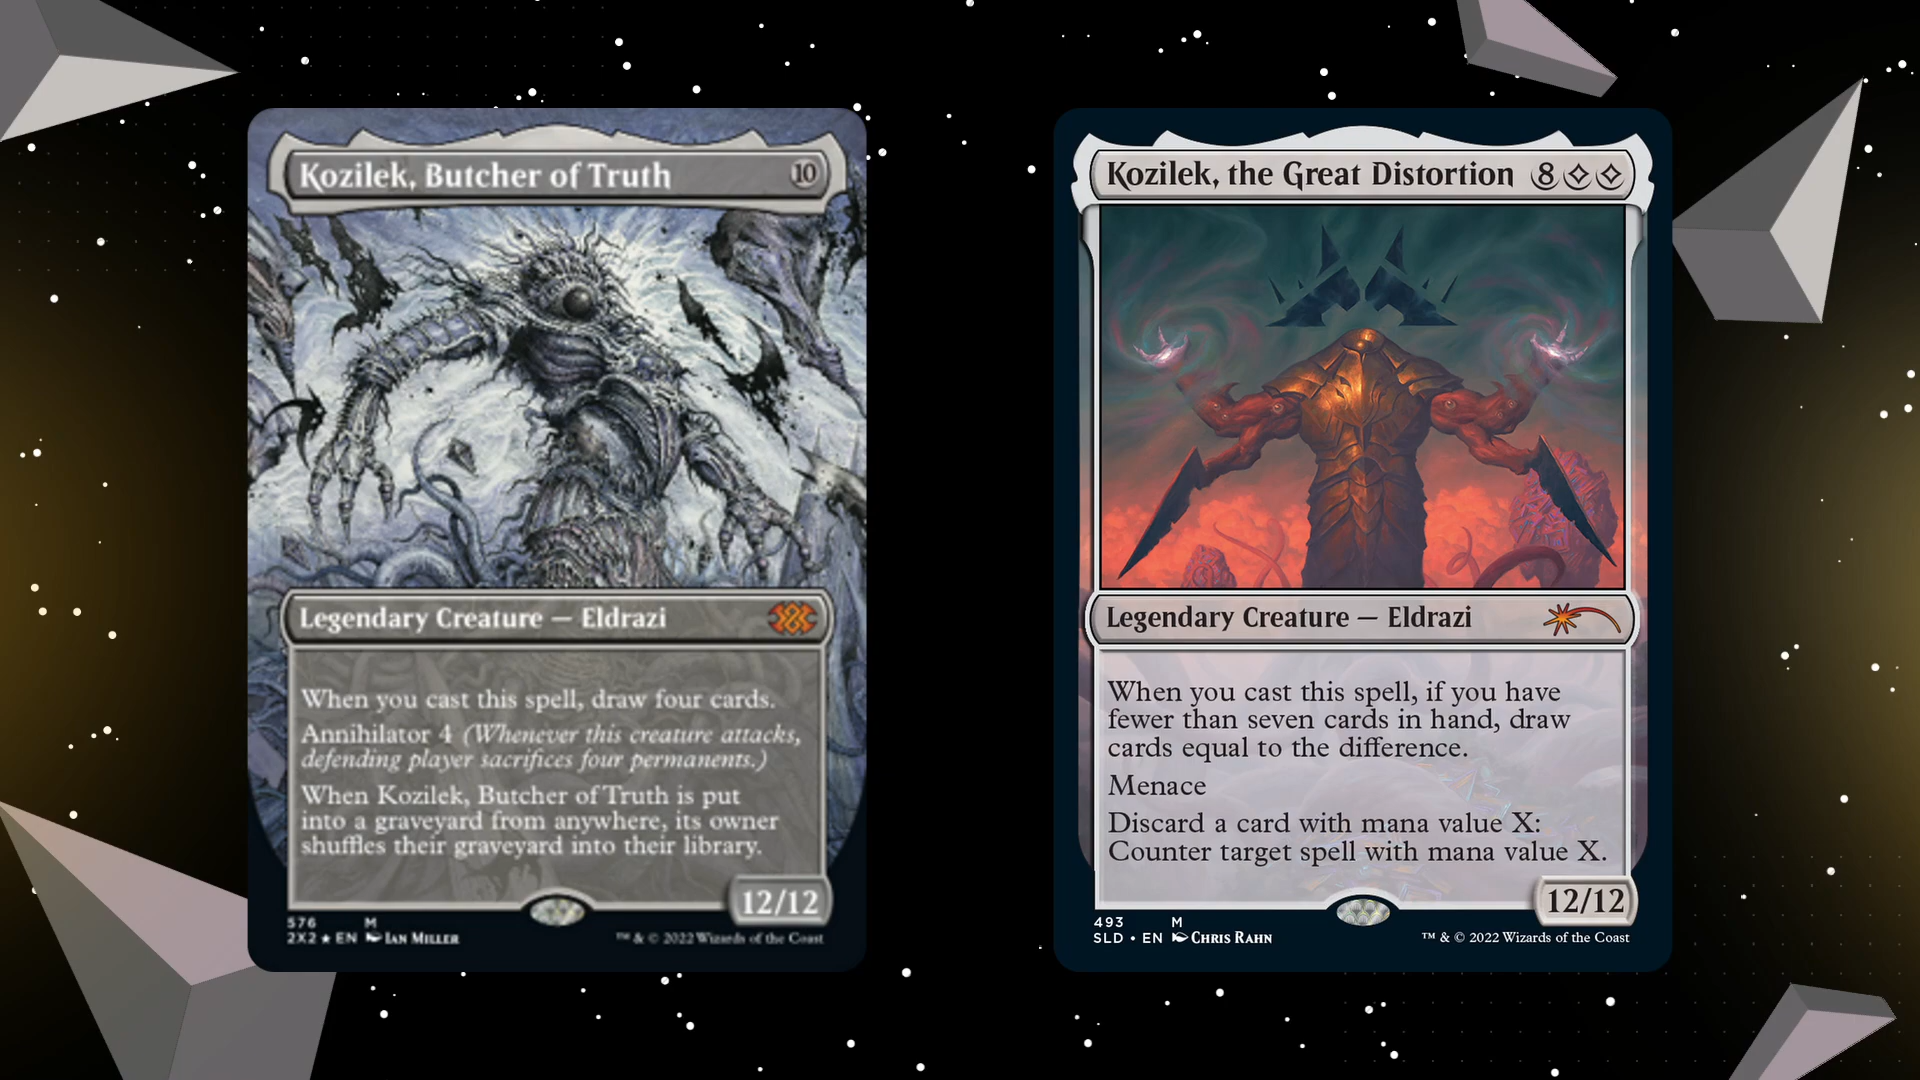 Kozilek, Butcher of Truth 10
Legendary Creature — Eldrazi
When you cast this spell, draw four cards.
Annihilator 4 (Whenever this creature attacks,
defending player sacrifices four permanents.)
When Kozilek, Butcher of Truth is put
into a graveyard from anywhere, its owner
shuffles their graveyard into their library.
12/12
576 M
2X2 ★ EN Ian Miller
™ & © 2022 Wizards of the Coast
Kozilek, the Great Distortion 8
Legendary Creature — Eldrazi
When you cast this spell, if you have
fewer than seven cards in hand, draw
cards equal to the difference.
Menace
Discard a card with mana value X:
Counter target spell with mana value X.
12/12
493 M
SLD • EN Chris Rahn
™ & © 2022 Wizards of the Coast